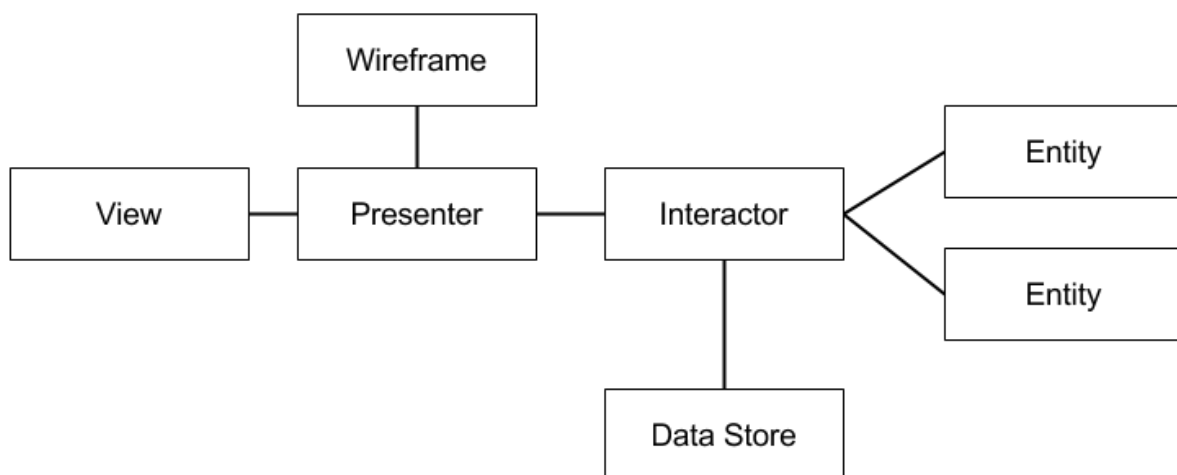 Wireframe
View
Presenter
Interactor
Entity
Entity
Data Store